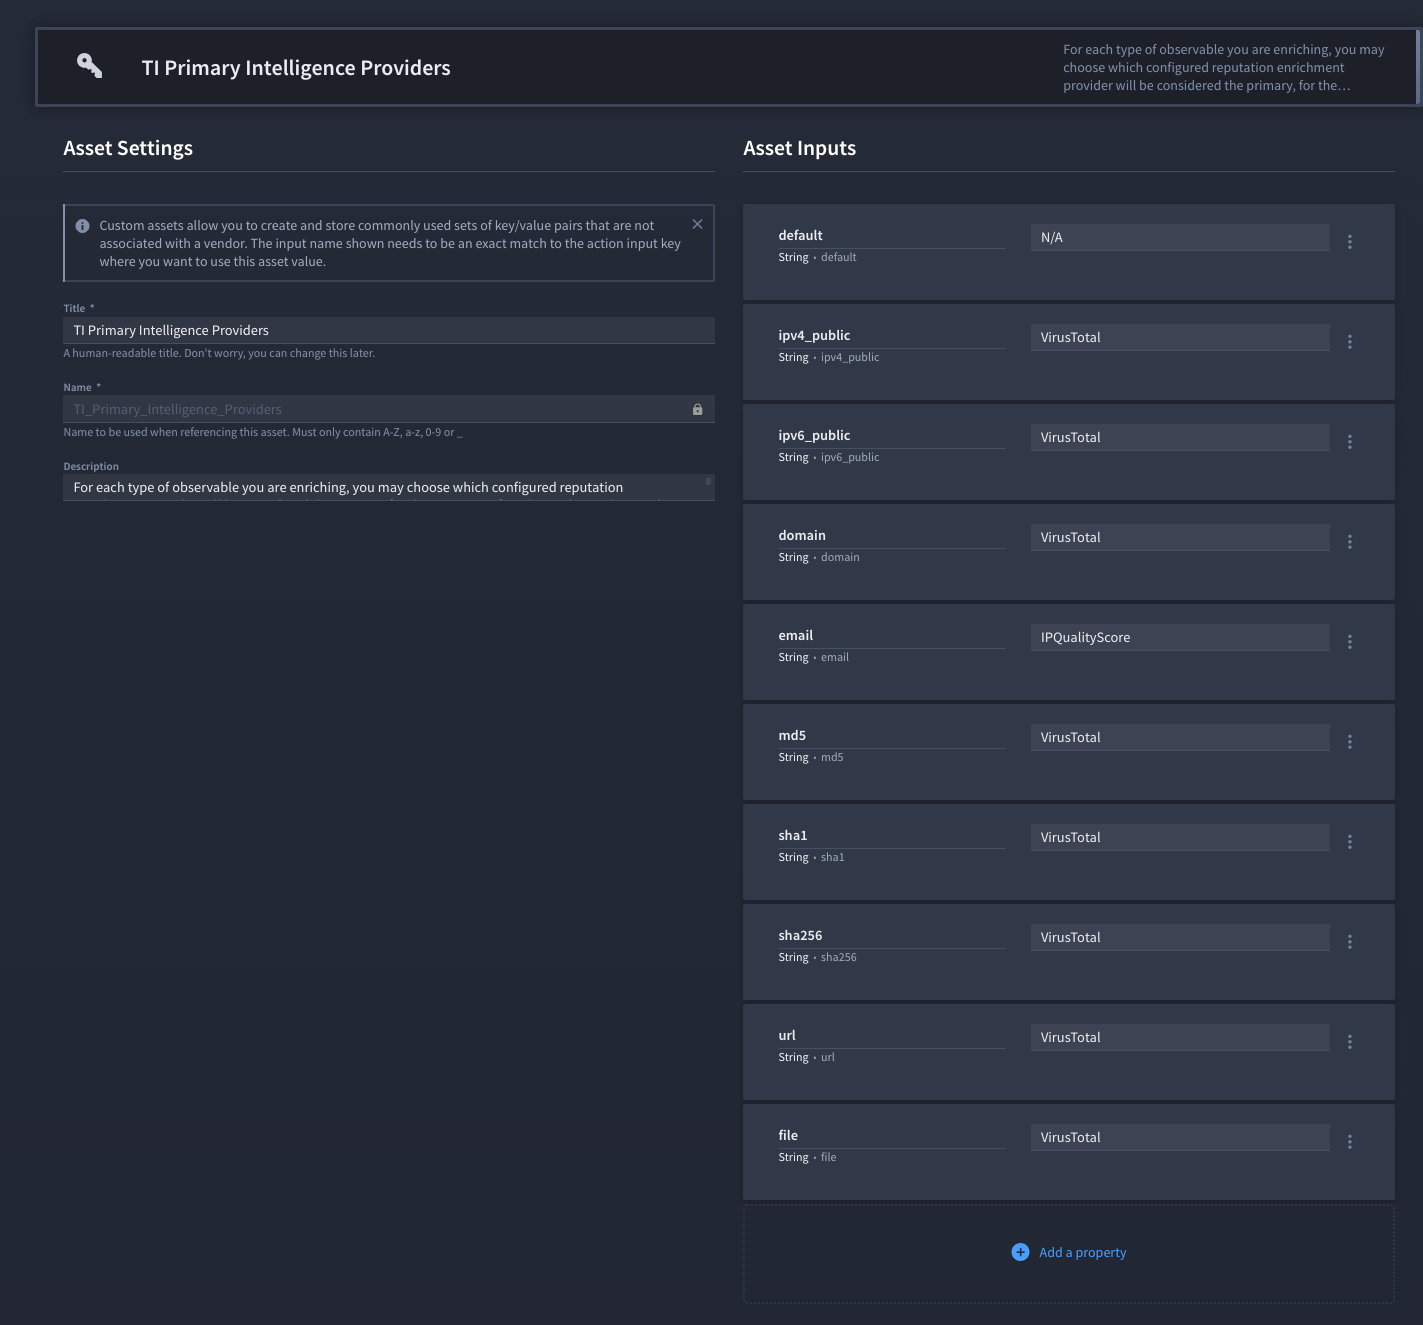 TI Primary Intelligence Providers
For each type of observable you are enriching, you may
choose which configured reputation enrichment
provider will be considered the primary, for the...
Asset Settings
Custom assets allow you to create and store commonly used sets of key/value pairs that are not
associated with a vendor. The input name shown needs to be an exact match to the action input key
where you want to use this asset value.
Title *
TI Primary Intelligence Providers
A human-readable title. Don't worry, you can change this later.
Name *
TI_Primary_Intelligence_Providers
Name to be used when referencing this asset. Must only contain A-Z, a-z, 0-9 or _
Description
For each type of observable you are enriching, you may choose which configured reputation
Asset Inputs
default
String • default
N/A
ipv4_public
String • ipv4_public
VirusTotal
ipv6_public
String • ipv6_public
VirusTotal
domain
String • domain
VirusTotal
email
String • email
IPQualityScore
md5
String • md5
VirusTotal
sha1
String • sha1
VirusTotal
sha256
String • sha256
VirusTotal
url
String • url
VirusTotal
file
String • file
VirusTotal
Add a property